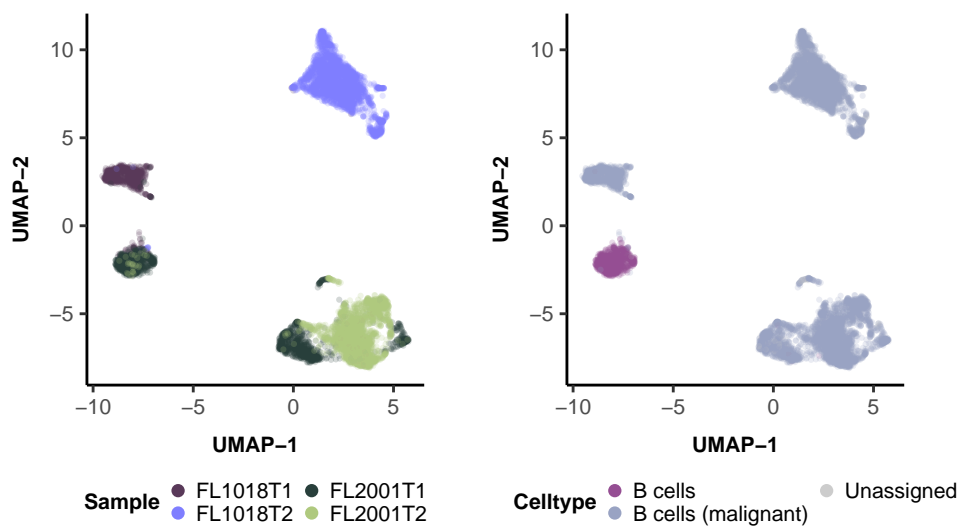 10
5
0
−5
−10
−5
0
5
UMAP−1
UMAP−2
Sample
FL1018T1
FL2001T1
FL1018T2
FL2001T2
10
5
0
−5
−10
−5
0
5
UMAP−1
UMAP−2
Celltype
B cells
Unassigned
B cells (malignant)